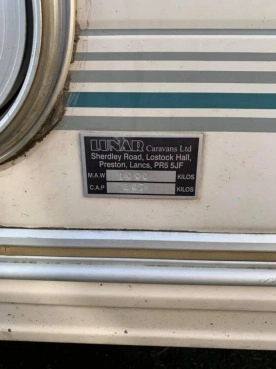 LUNAR Caravans Ltd
Sherdley Road, Lostock Hall,
Preston, Lancs, PR5 5JF
M.A.W KILOS
C.A.P KILOS